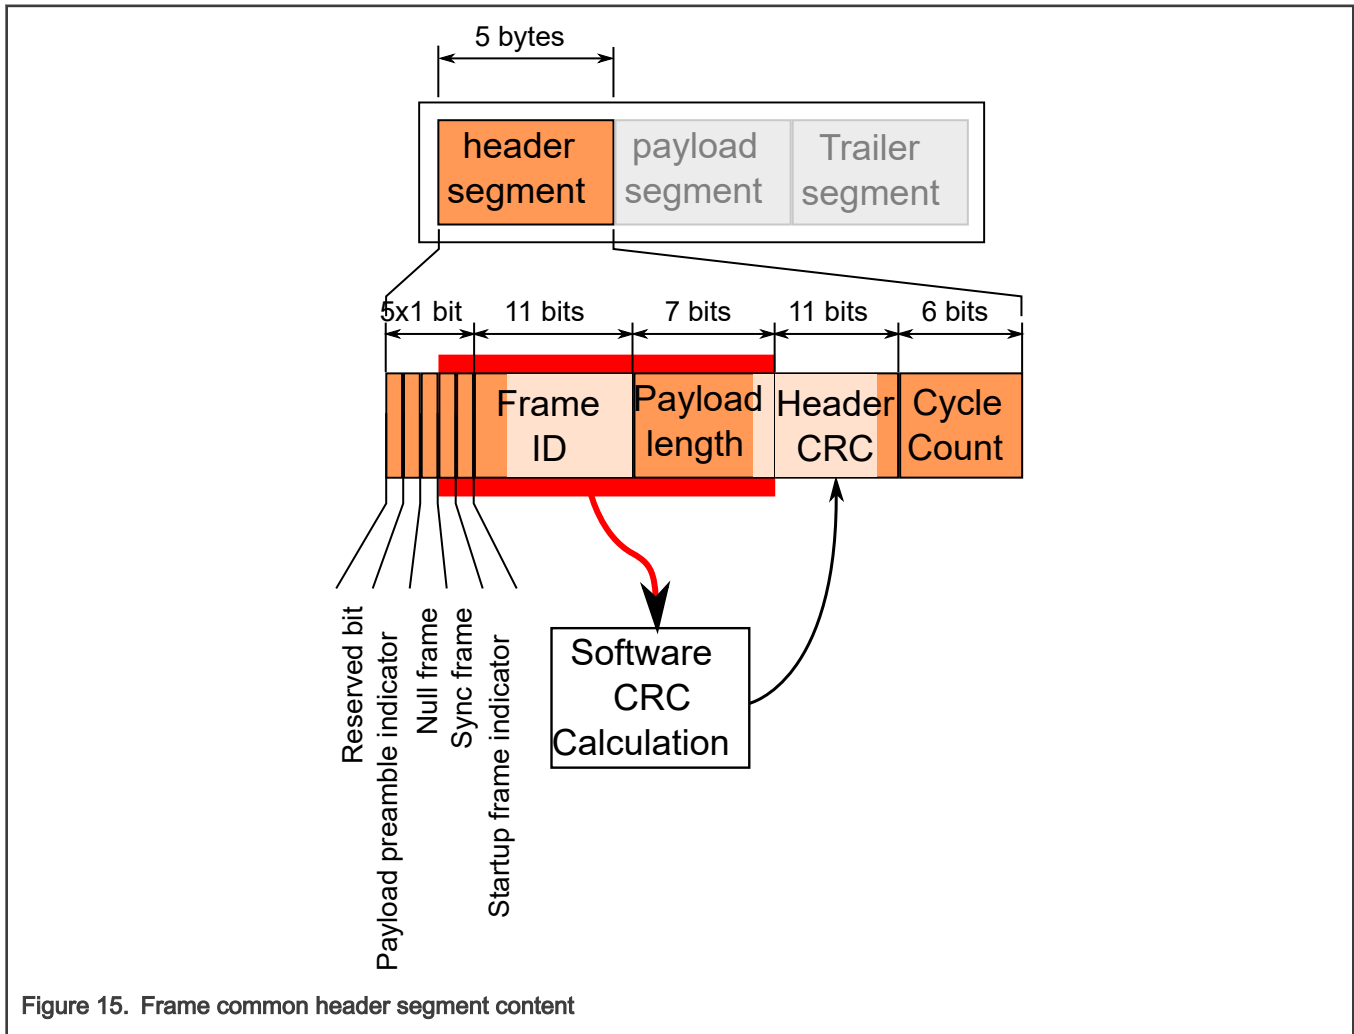 5 bytes
header
segment
payload
segment
Trailer
segment
5x1 bit
11 bits
7 bits
11 bits
6 bits
Frame
ID
Payload
length
Header
CRC
Cycle
Count
Reserved bit
Payload preamble indicator
Null frame
Sync frame
Startup frame indicator
Software
CRC
Calculation
Figure 15. Frame common header segment content